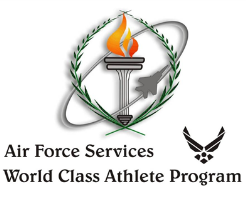 Air Force Services
World Class Athlete Program